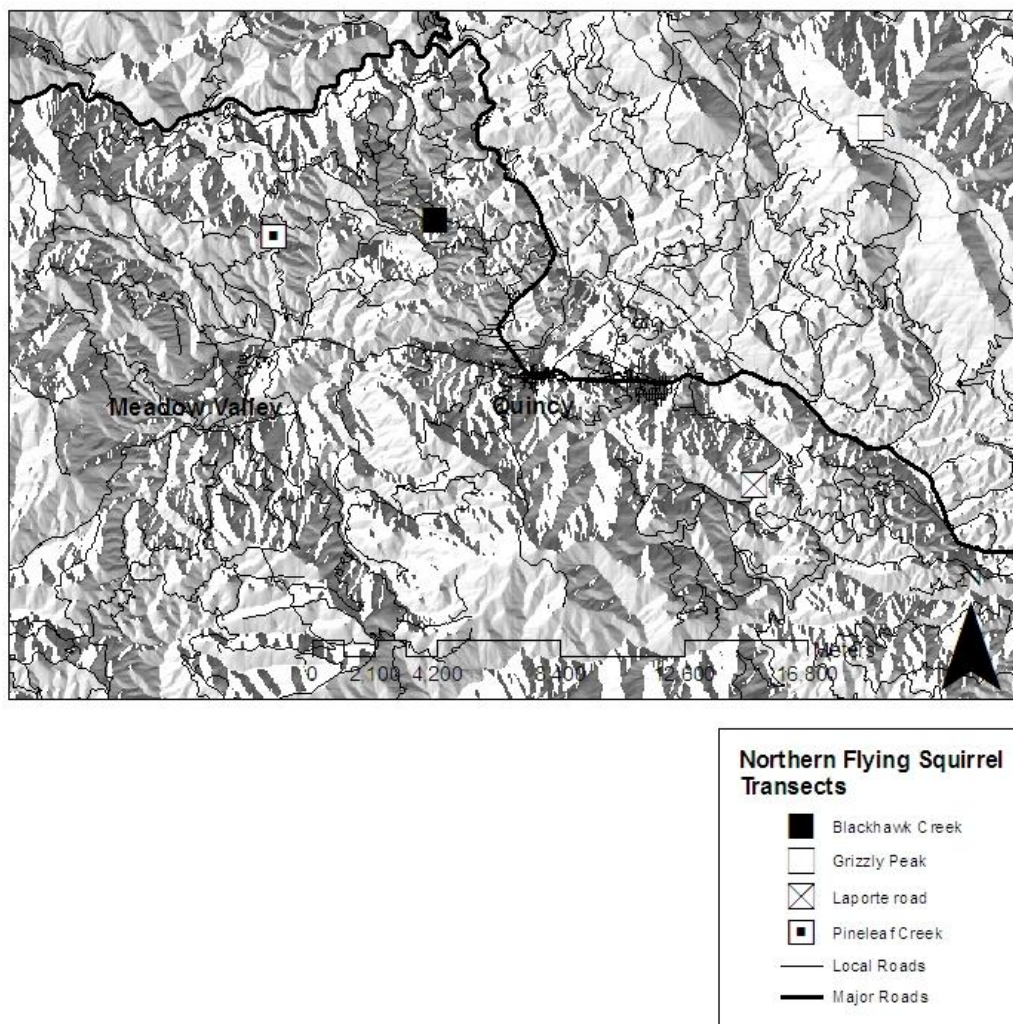 Meadow Valley
Quincy
Meters
0 2,100 4,200 8,400 12,600 16,800
Northern Flying Squirrel
Transects
Blackhawk Creek
Grizzly Peak
Laporte road
Pineleaf Creek
Local Roads
Major Roads